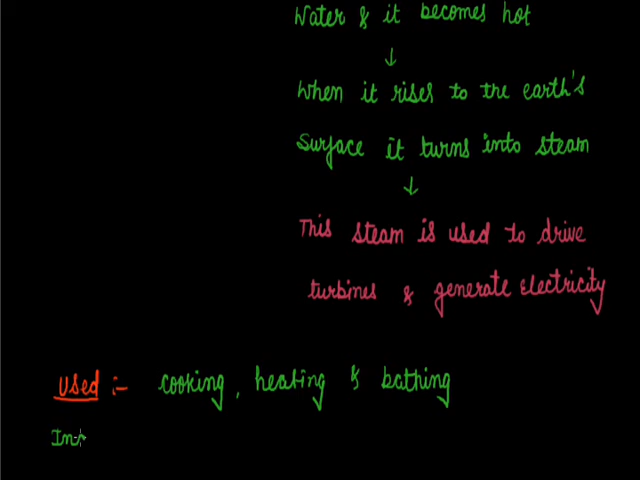 Water & it becomes hot
↓
When it rises to the earth's
Surface it turns into steam
↓
This steam is used to drive
turbines & generate electricity
Used :- cooking, heating & bathing
In